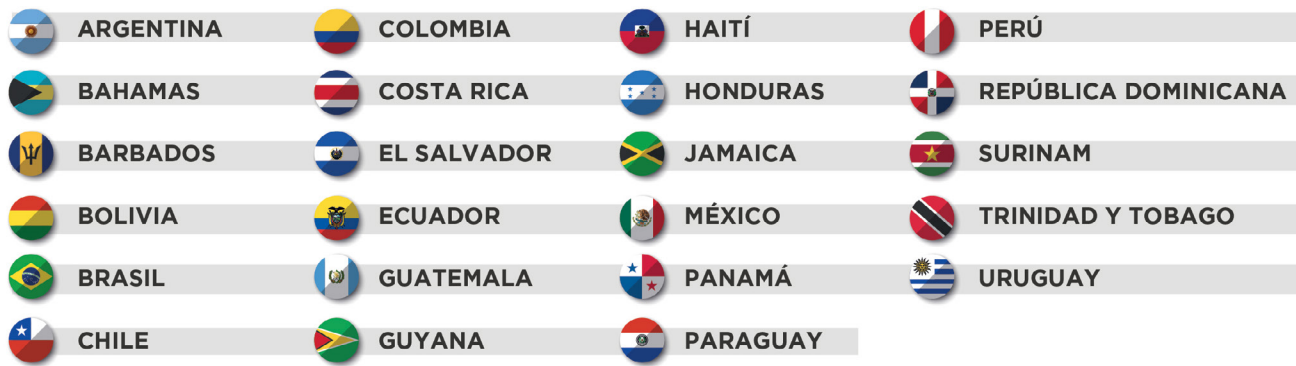 ARGENTINA
BAHAMAS
BARBADOS
BOLIVIA
BRASIL
CHILE
COLOMBIA
COSTA RICA
EL SALVADOR
ECUADOR
GUATEMALA
GUYANA
HAITÍ
HONDURAS
JAMAICA
MÉXICO
PANAMÁ
PARAGUAY
PERÚ
REPÚBLICA DOMINICANA
SURINAM
TRINIDAD Y TOBAGO
URUGUAY